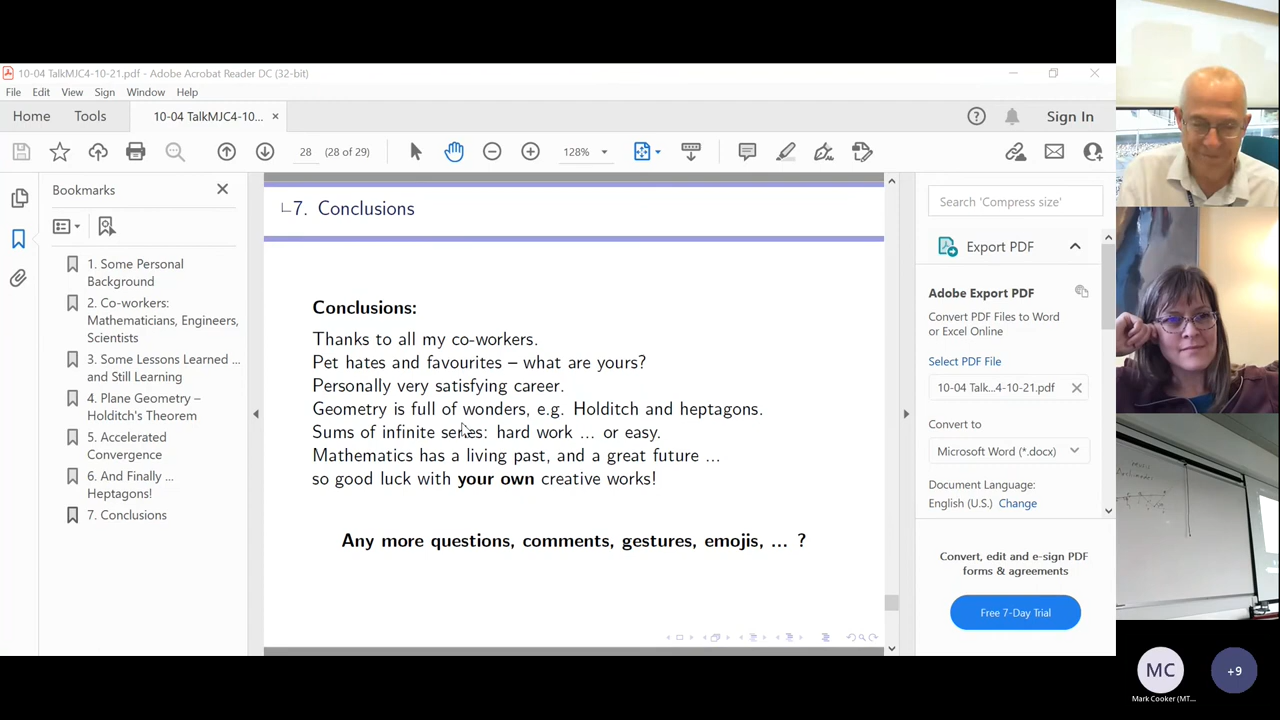 10-04 TalkMJC4-10-21.pdf - Adobe Acrobat Reader DC (32-bit)
File Edit View Sign Window Help
Home Tools 10-04 TalkMJC4-10... × Sign In
28 (28 of 29) 128%
Bookmarks
1. Some Personal
Background
2. Co-workers:
Mathematicians, Engineers,
Scientists
3. Some Lessons Learned ...
and Still Learning
4. Plane Geometry –
Holditch's Theorem
5. Accelerated
Convergence
6. And Finally ...
Heptagons!
7. Conclusions
7. Conclusions
Conclusions:
Thanks to all my co-workers.
Pet hates and favourites – what are yours?
Personally very satisfying career.
Geometry is full of wonders, e.g. Holditch and heptagons.
Sums of infinite series: hard work ... or easy.
Mathematics has a living past, and a great future ...
so good luck with your own creative works!
Any more questions, comments, gestures, emojis, ... ?
Search 'Compress size'
Export PDF
Adobe Export PDF
Convert PDF Files to Word
or Excel Online
Select PDF File
10-04 Talk...4-10-21.pdf
Convert to
Microsoft Word (*.docx)
Document Language:
English (U.S.) Change
Convert, edit and e-sign PDF
forms & agreements
Free 7-Day Trial
MC
+9
Mark Cooker (MT...